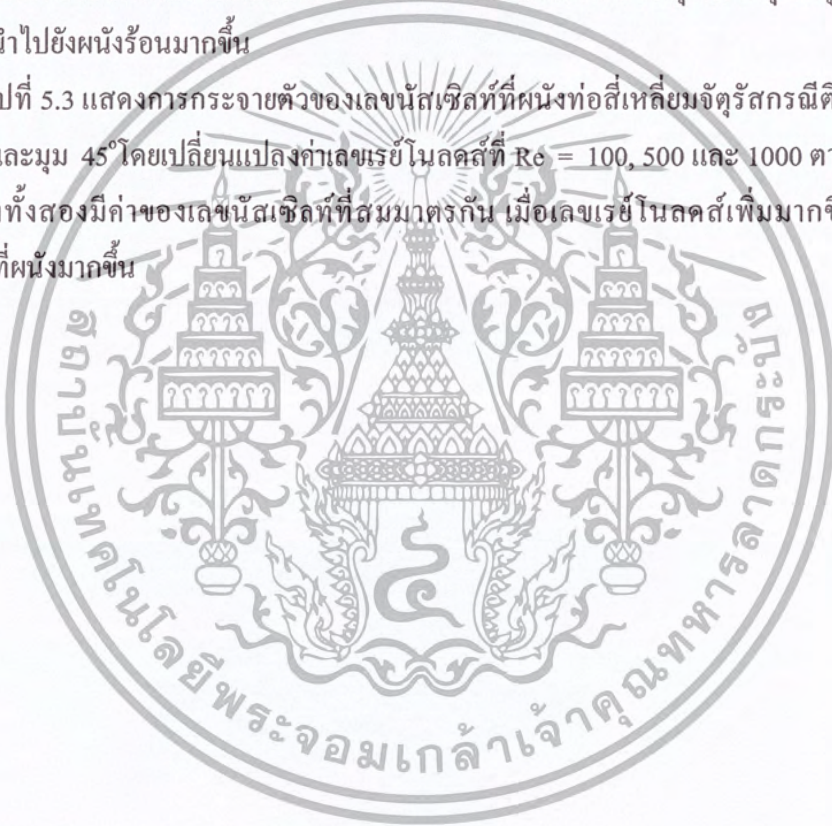 นำไปยังผนังร้อนมากขึ้น
ปที่ 5.3 แสดงการกระจายตัวของเลขนัสเซิลท์ที่ผนังท่อสี่เหลี่ยมจัตุรัสกรณีติ
และมุม 45° โดยเปลี่ยนแปลงค่าเลขเรย์โนลดส์ที่ Re = 100, 500 และ 1000 ตา
ทั้งสองมีค่าของเลขนัสเซิลท์ที่สมมาตรกัน เมื่อเลขเรย์โนลดส์เพิ่มมากขึ
ที่ผนังมากขึ้น
สถาบันเทคโนโลยีพระจอมเกล้าเจ้าคุณทหารลาดกระบัง